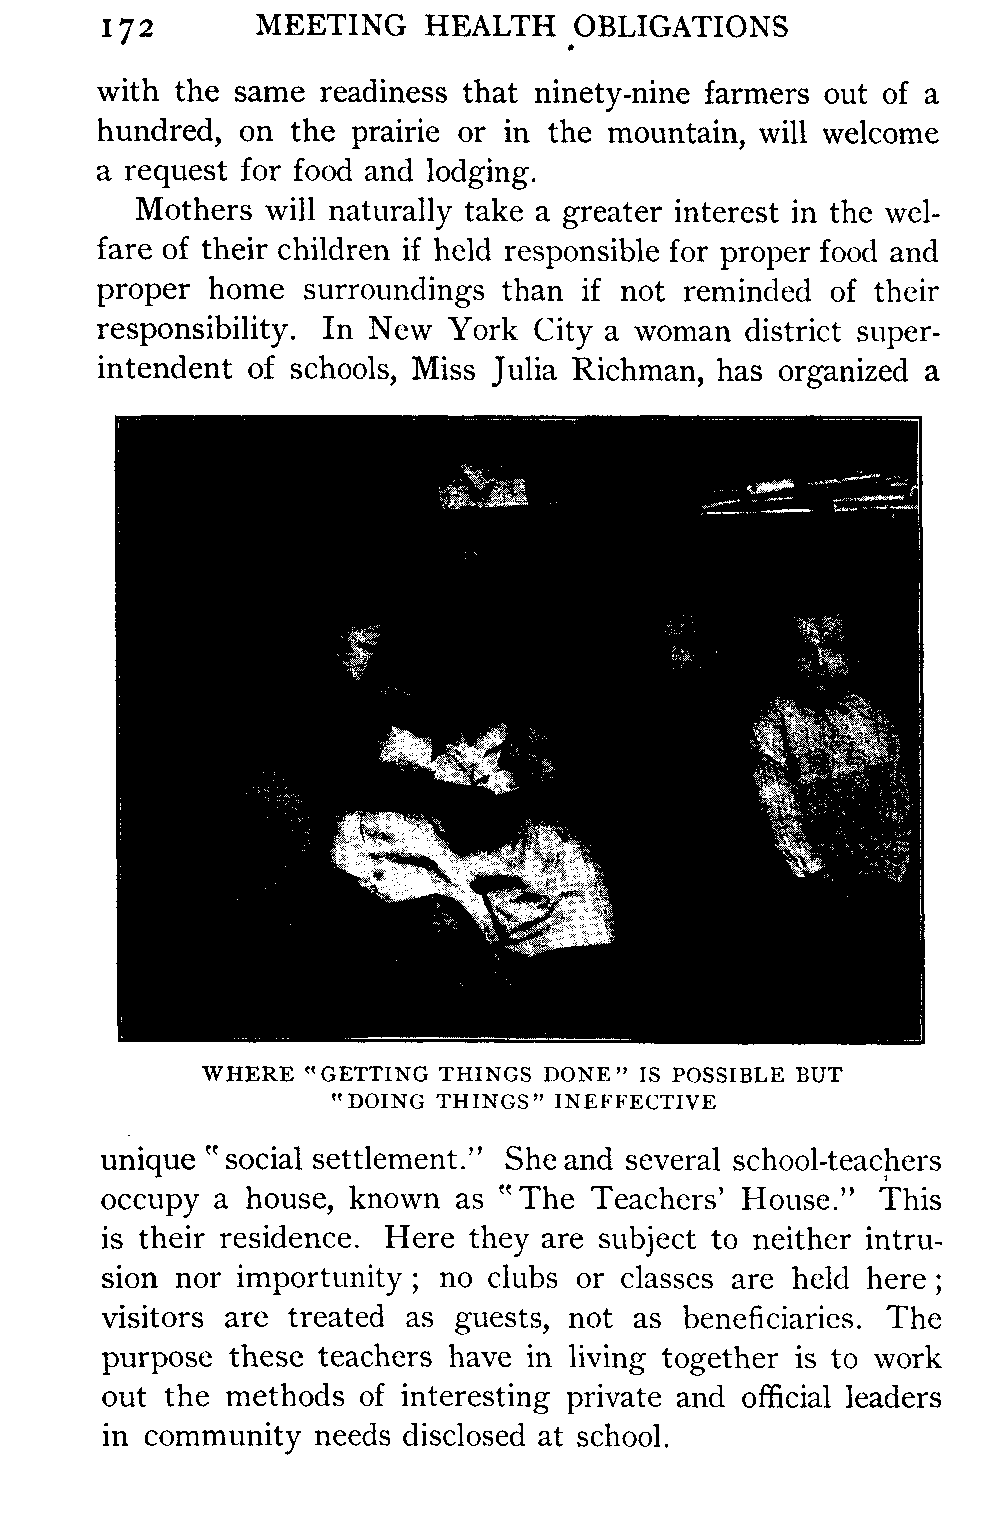 172 MEETING HEALTH OBLIGATIONS
with the same readiness that ninety-nine farmers out of a
hundred, on the prairie or in the mountain, will welcome
a request for food and lodging.
Mothers will naturally take a greater interest in the wel-
fare of their children if held responsible for proper food and
proper home surroundings than if not reminded of their
responsibility. In New York City a woman district super-
intendent of schools, Miss Julia Richman, has organized a
WHERE "GETTING THINGS DONE" IS POSSIBLE BUT
"DOING THINGS" INEFFECTIVE
unique "social settlement." She and several school-teachers
occupy a house, known as "The Teachers' House." This
is their residence. Here they are subject to neither intru-
sion nor importunity; no clubs or classes are held here;
visitors are treated as guests, not as beneficiaries. The
purpose these teachers have in living together is to work
out the methods of interesting private and official leaders
in community needs disclosed at school.